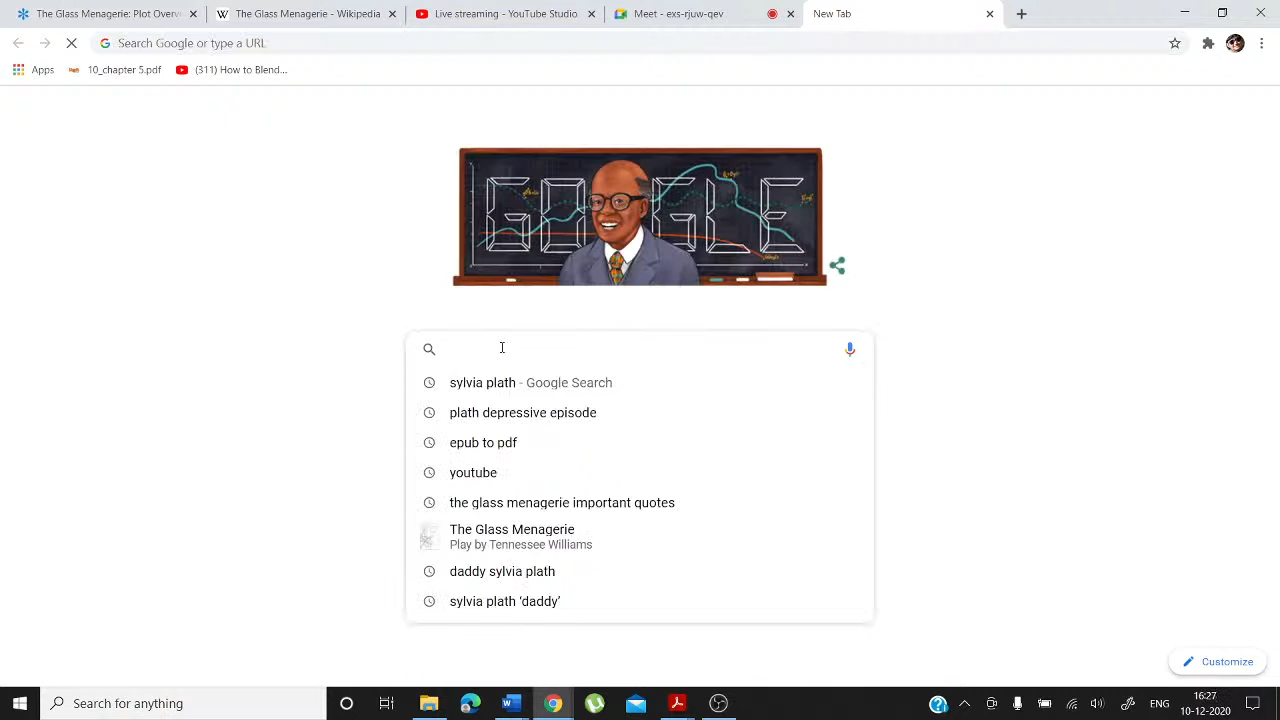 The Glass Menagerie Plot Overvi
The Glass Menagerie - Wikipedia
Live streaming - YouTube Studio
Meet - exs-rjuw-qev
New Tab
Search Google or type a URL
Apps
10_chapter 5.pdf
(311) How to Blend...
GOOGLE
sylvia plath - Google Search
plath depressive episode
epub to pdf
youtube
the glass menagerie important quotes
The Glass Menagerie
Play by Tennessee Williams
daddy sylvia plath
sylvia plath ‘daddy’
Customize
Search for anything
ENG
16:27
10-12-2020